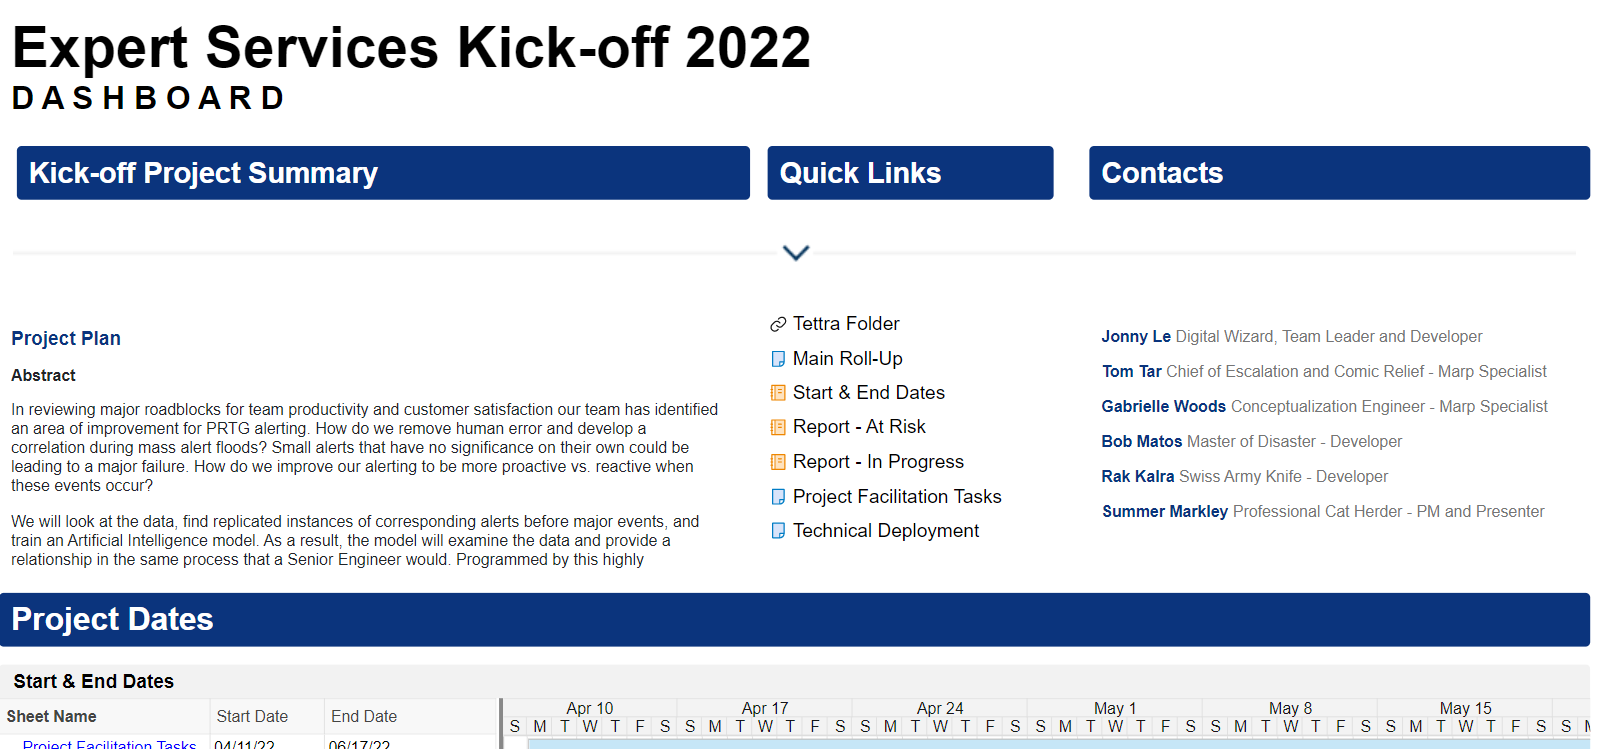 Expert Services Kick-off 2022
DASHBOARD
Kick-off Project Summary
Quick Links
Contacts
Project Plan
Abstract
In reviewing major roadblocks for team productivity and customer satisfaction our team has identified
an area of improvement for PRTG alerting. How do we remove human error and develop a
correlation during mass alert floods? Small alerts that have no significance on their own could be
leading to a major failure. How do we improve our alerting to be more proactive vs. reactive when
these events occur?
We will look at the data, find replicated instances of corresponding alerts before major events, and
train an Artificial Intelligence model. As a result, the model will examine the data and provide a
relationship in the same process that a Senior Engineer would. Programmed by this highly
Tettra Folder
Main Roll-Up
Start & End Dates
Report - At Risk
Report - In Progress
Project Facilitation Tasks
Technical Deployment
Jonny Le Digital Wizard, Team Leader and Developer
Tom Tar Chief of Escalation and Comic Relief - Marp Specialist
Gabrielle Woods Conceptualization Engineer - Marp Specialist
Bob Matos Master of Disaster - Developer
Rak Kalra Swiss Army Knife - Developer
Summer Markley Professional Cat Herder - PM and Presenter
Project Dates
Start & End Dates
Sheet Name Start Date End Date
Apr 10 Apr 17 Apr 24 May 1 May 8 May 15
S M T W T F S S M T W T F S S M T W T F S S M T W T F S S M T W T F S S M T W T F S S M
Project Facilitation Tasks 04/11/22 06/17/22